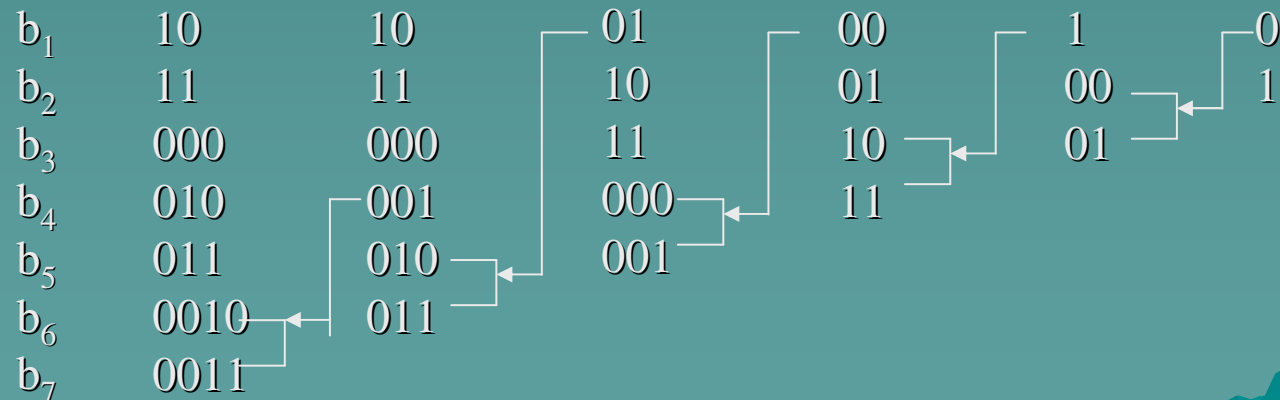 b₁ 10 10 01 00 1 0
b₂ 11 11 10 01 00 1
b₃ 000 000 11 10 01
b₄ 010 001 000 11
b₅ 011 010 001
b₆ 0010 011
b₇ 0011